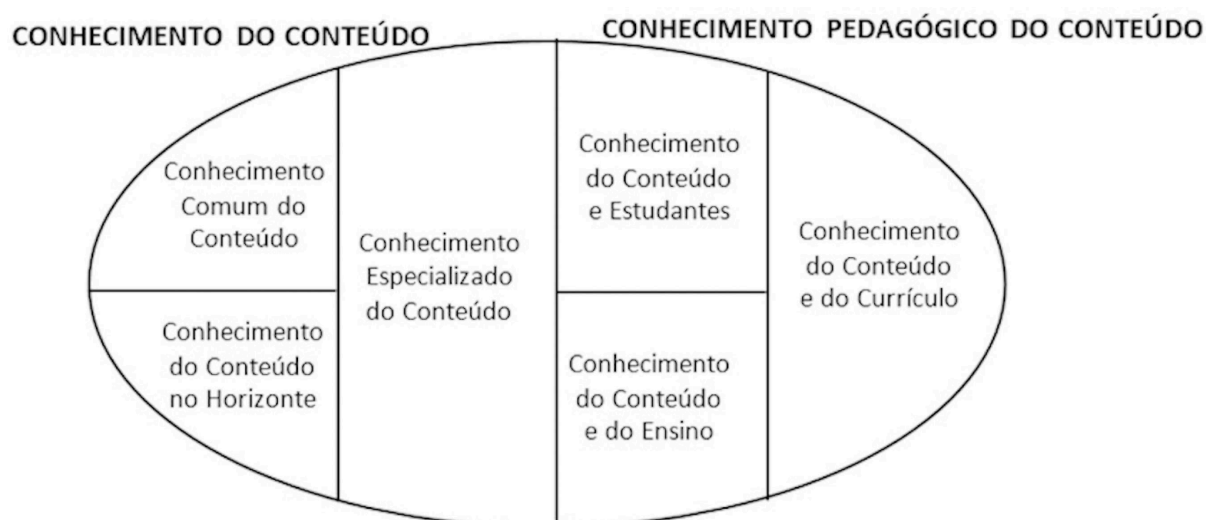 CONHECIMENTO DO CONTEÚDO
CONHECIMENTO PEDAGÓGICO DO CONTEÚDO
Conhecimento
Comum do
Conteúdo
Conhecimento
do Conteúdo
no Horizonte
Conhecimento
Especializado
do Conteúdo
Conhecimento
do Conteúdo
e Estudantes
Conhecimento
do Conteúdo
e do Ensino
Conhecimento
do Conteúdo
e do Currículo